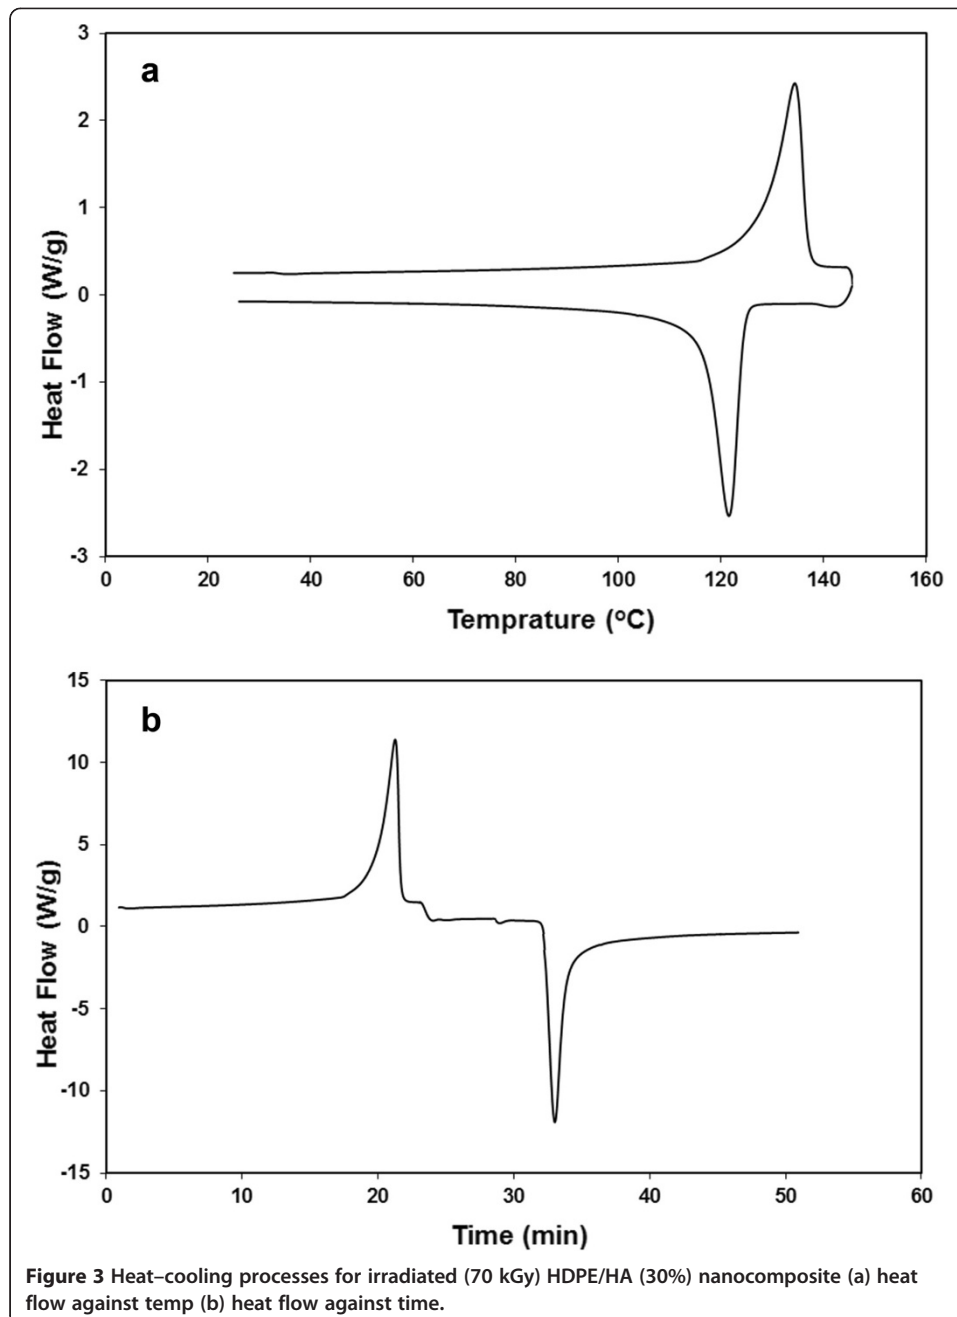 3
a
2
1
0
-1
-2
-3
Heat Flow (W/g)
0 20 40 60 80 100 120 140 160
Temprature (oC)
15
b
10
5
0
-5
-10
-15
Heat Flow (W/g)
0 10 20 30 40 50 60
Time (min)
Figure 3 Heat–cooling processes for irradiated (70 kGy) HDPE/HA (30%) nanocomposite (a) heat
flow against temp (b) heat flow against time.